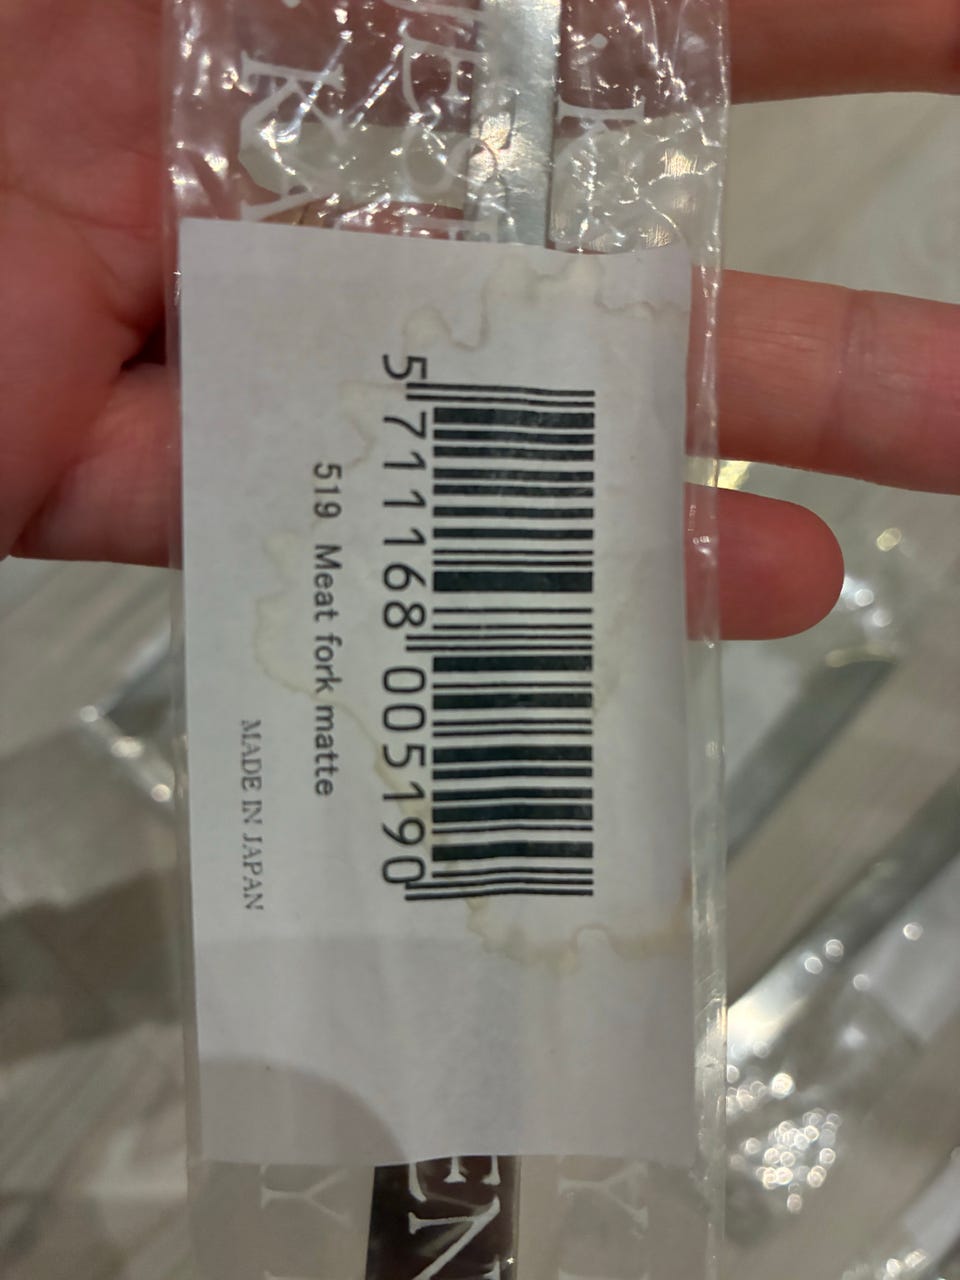 5 711168 005190
519 Meat fork matte
MADE IN JAPAN